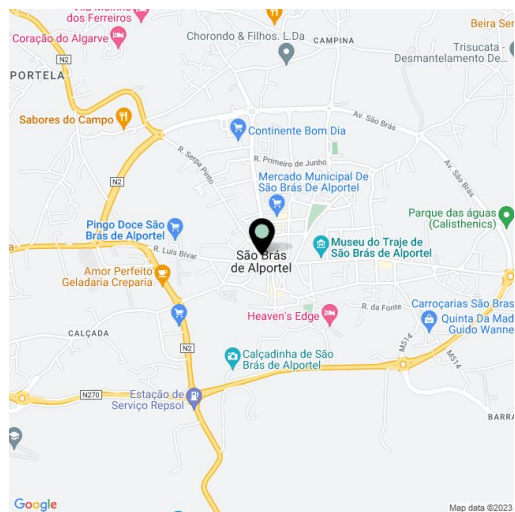 Vila Moinho
dos Ferreiros
Beira Ser
Coração do Algarve
Chorondo & Filhos. L.Da
CAMPINA
Trisucata -
Desmantelamento De...
N2
PORTELA
Sabores do Campo
Av. São Brás
Continente Bom Dia
R. Serpa Pinto
R. Primeiro de Junho
Av. São Brás
Mercado Municipal De
São Brás De Alportel
N2
Parque das águas
(Calisthenics)
Pingo Doce São
Brás de Alportel
Museu do Traje de
São Brás de Alportel
R. Luis Bivar
São Brás
de Alportel
Amor Perfeito
Geladaria Creparia
Carroçarias São Bras
R. da Fonte
Heaven's Edge
Quinta Da Mad
Guido Wanne
CALÇADA
M514
N2
Calçadinha de São
Brás de Alportel
M514
N270
Estação de
Serviço Repsol
BARRA
Google
Map data ©2023